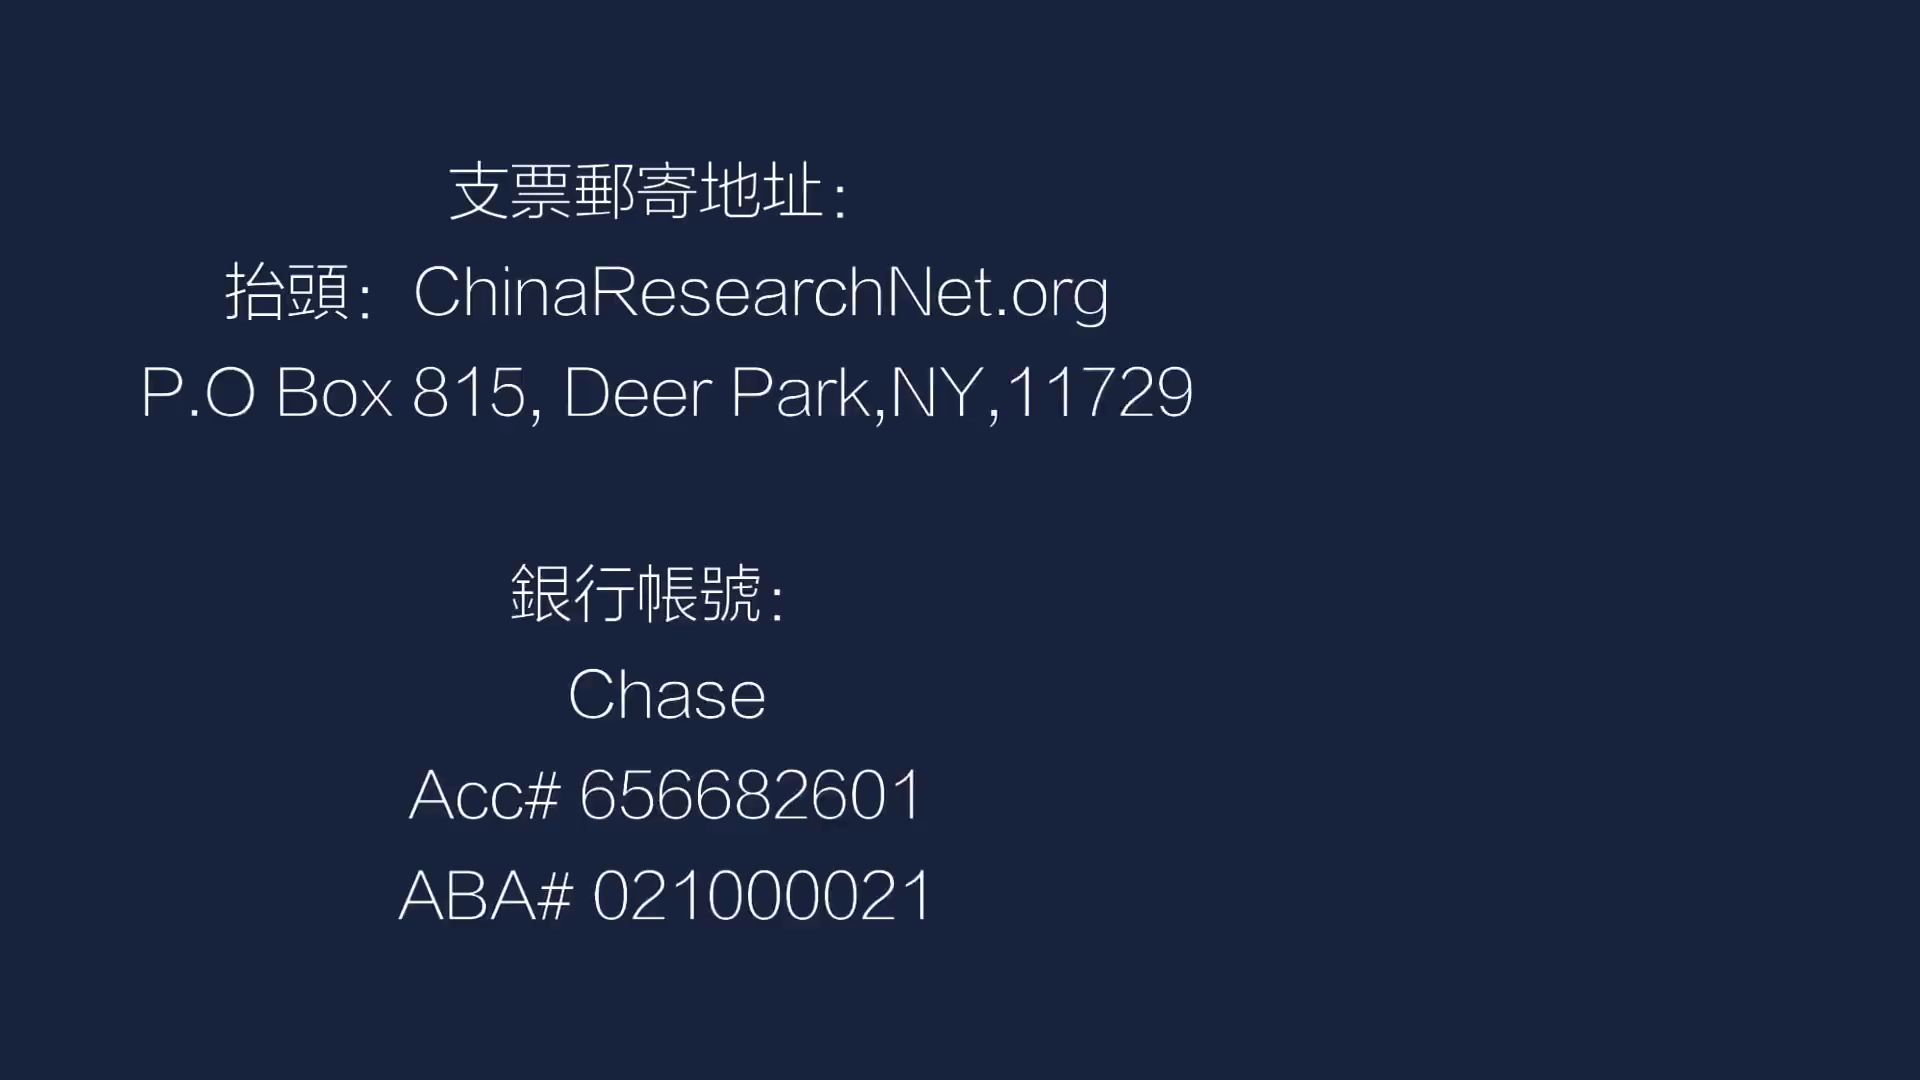 支票郵寄地址：
抬頭：ChinaResearchNet.org
P.O Box 815, Deer Park,NY,11729
銀行帳號：
Chase
Acc# 656682601
ABA# 021000021